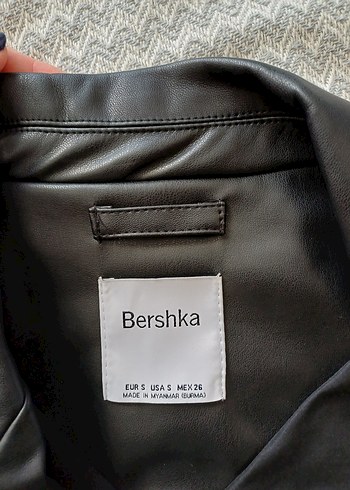 Bershka
EUR S USA S MEX 26
MADE IN MYANMAR (BURMA)